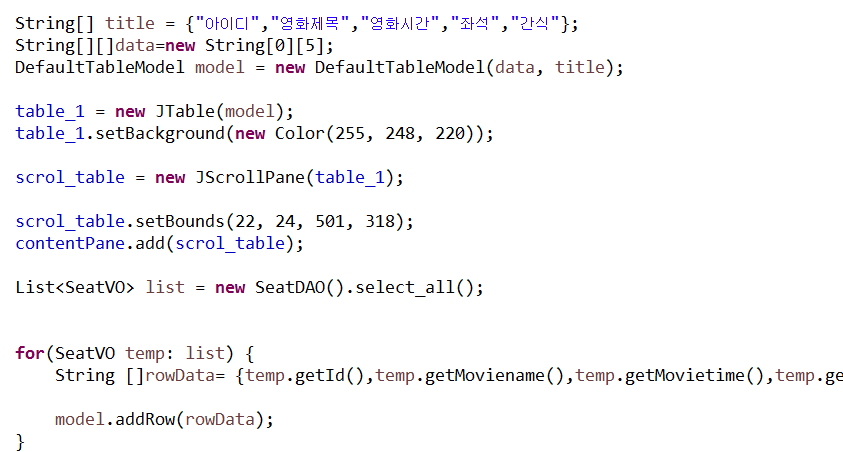 String[] title = {"아이디","영화제목","영화시간","좌석","간식"};
String[][]data=new String[0][5];
DefaultTableModel model = new DefaultTableModel(data, title);
table_1 = new JTable(model);
table_1.setBackground(new Color(255, 248, 220));
scrol_table = new JScrollPane(table_1);
scrol_table.setBounds(22, 24, 501, 318);
contentPane.add(scrol_table);
List<SeatVO> list = new SeatDAO().select_all();
for(SeatVO temp: list) {
String []rowData= {temp.getId(),temp.getMoviename(),temp.getMovietime(),temp.ge
model.addRow(rowData);
}